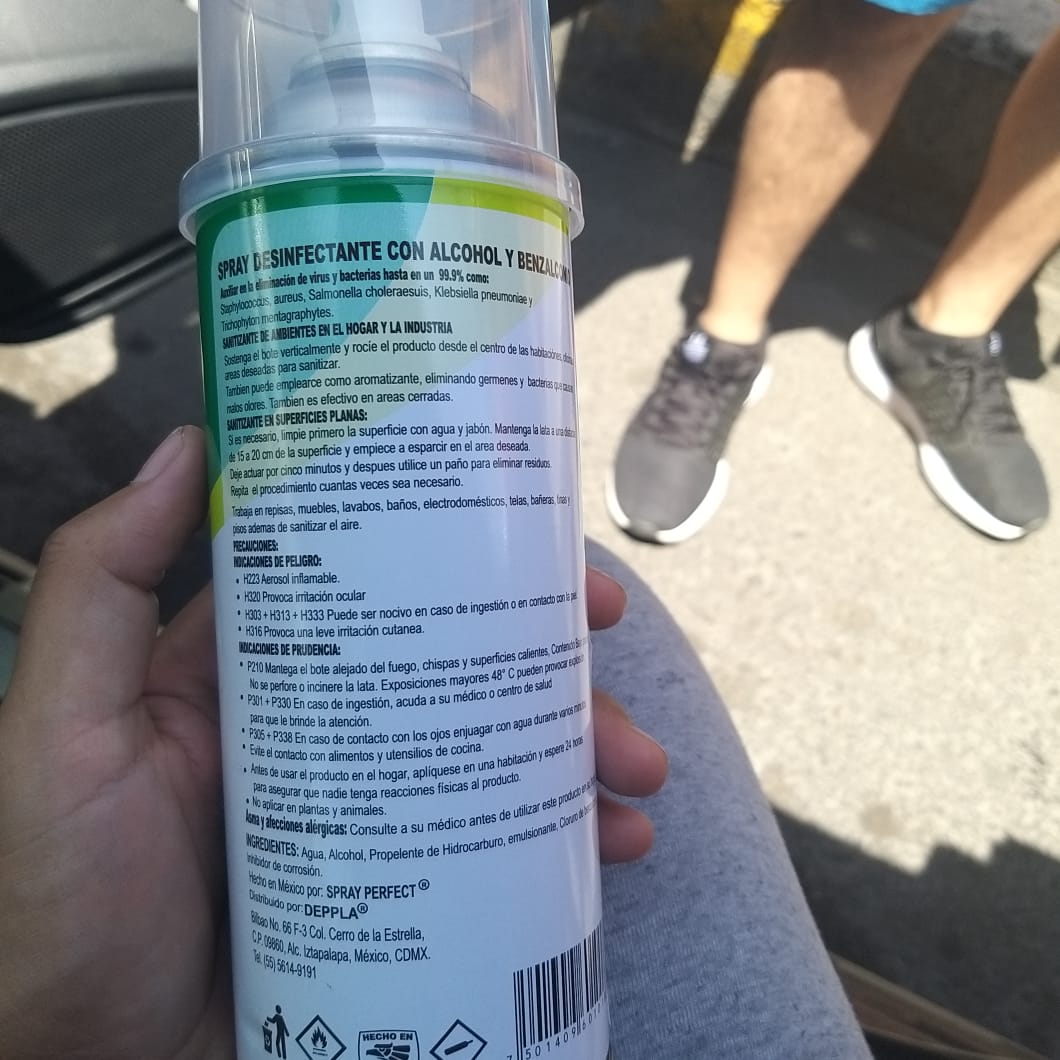 SPRAY DESINFECTANTE CON ALCOHOL Y
Auxiliar en la eliminación de virus y bacterias hasta en un 99.9% como:
Staphylococcus, aureus, Salmonella choleraesuis, Klebsiella pneumoniae y
Trichophyton mentagraphytes.
SANITIZANTE DE AMBIENTES EN EL HOGAR Y LA INDUSTRIA
Sostenga el bote verticalmente y rocíe el producto desde el centro de las habitaciones,
areas deseadas para sanitizar.
Tambien puede emplearce como aromatizante, eliminando germenes y bacterias que
malos olores. Tambien es efectivo en areas cerradas.
SANITIZANTE EN SUPERFICIES PLANAS:
Si es necesario, limpie primero la superficie con agua y jabón. Mantenga la lata a una
de 15 a 20 cm de la superficie y empiece a esparcir en el area deseada.
Deje actuar por cinco minutos y despues utilice un paño para eliminar residuos.
Repita el procedimiento cuantas veces sea necesario.
Trabaja en repisas, muebles, lavabos, baños, electrodomésticos, telas, bañeras, tinas y
pisos ademas de sanitizar el aire.
PRECAUCIONES:
INDICACIONES DE PELIGRO:
• H223 Aerosol inflamable.
• H320 Provoca irritación ocular
• H303 + H313 + H333 Puede ser nocivo en caso de ingestión o en contacto con la piel.
• H316 Provoca una leve irritación cutanea.
INDICACIONES DE PRUDENCIA:
• P210 Mantega el bote alejado del fuego, chispas y superficies calientes, Contenido
No se perfore o incinere la lata. Exposiciones mayores 48° C pueden provocar
• P301 + P330 En caso de ingestión, acuda a su médico o centro de salud
para que le brinde la atención.
• P305 + P338 En caso de contacto con los ojos enjuagar con agua durante varios
• Evite el contacto con alimentos y utensilios de cocina.
• Antes de usar el producto en el hogar, aplíquese en una habitación y espere 24 horas
para asegurar que nadie tenga reacciones físicas al producto.
• No aplicar en plantas y animales.
Asma y afecciones alérgicas: Consulte a su médico antes de utilizar este producto en
INGREDIENTES: Agua, Alcohol, Propelente de Hidrocarburo, emulsionante, Cloruro de
Inhibidor de corrosión.
Hecho en México por: SPRAY PERFECT®
Distribuido por: DEPPLA®
Bilbao No. 66 F-3 Col. Cerro de la Estrella,
C.P. 09860, Alc. Iztapalapa, México, CDMX.
Tel. (55) 5614-9191
HECHO EN
7 501409 601